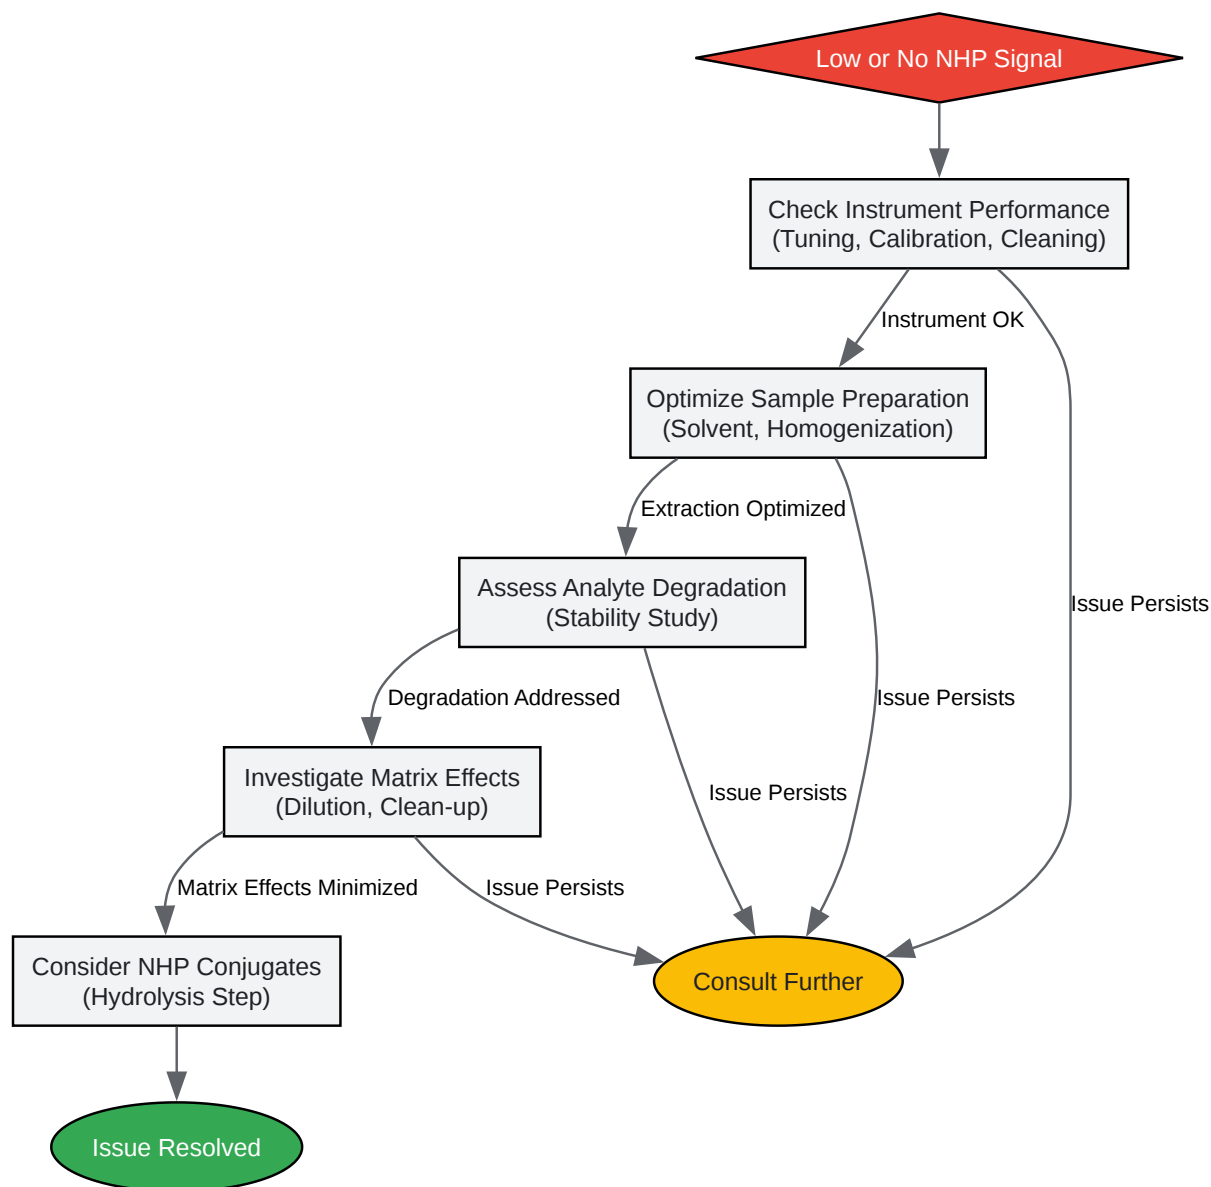 Low or No NHP Signal
Check Instrument Performance
(Tuning, Calibration, Cleaning)
Instrument OK
Optimize Sample Preparation
(Solvent, Homogenization)
Extraction Optimized
Assess Analyte Degradation
(Stability Study)
Issue Persists
Degradation Addressed
Issue Persists
Investigate Matrix Effects
(Dilution, Clean-up)
Issue Persists
Matrix Effects Minimized
Issue Persists
Consider NHP Conjugates
(Hydrolysis Step)
Consult Further
Issue Resolved